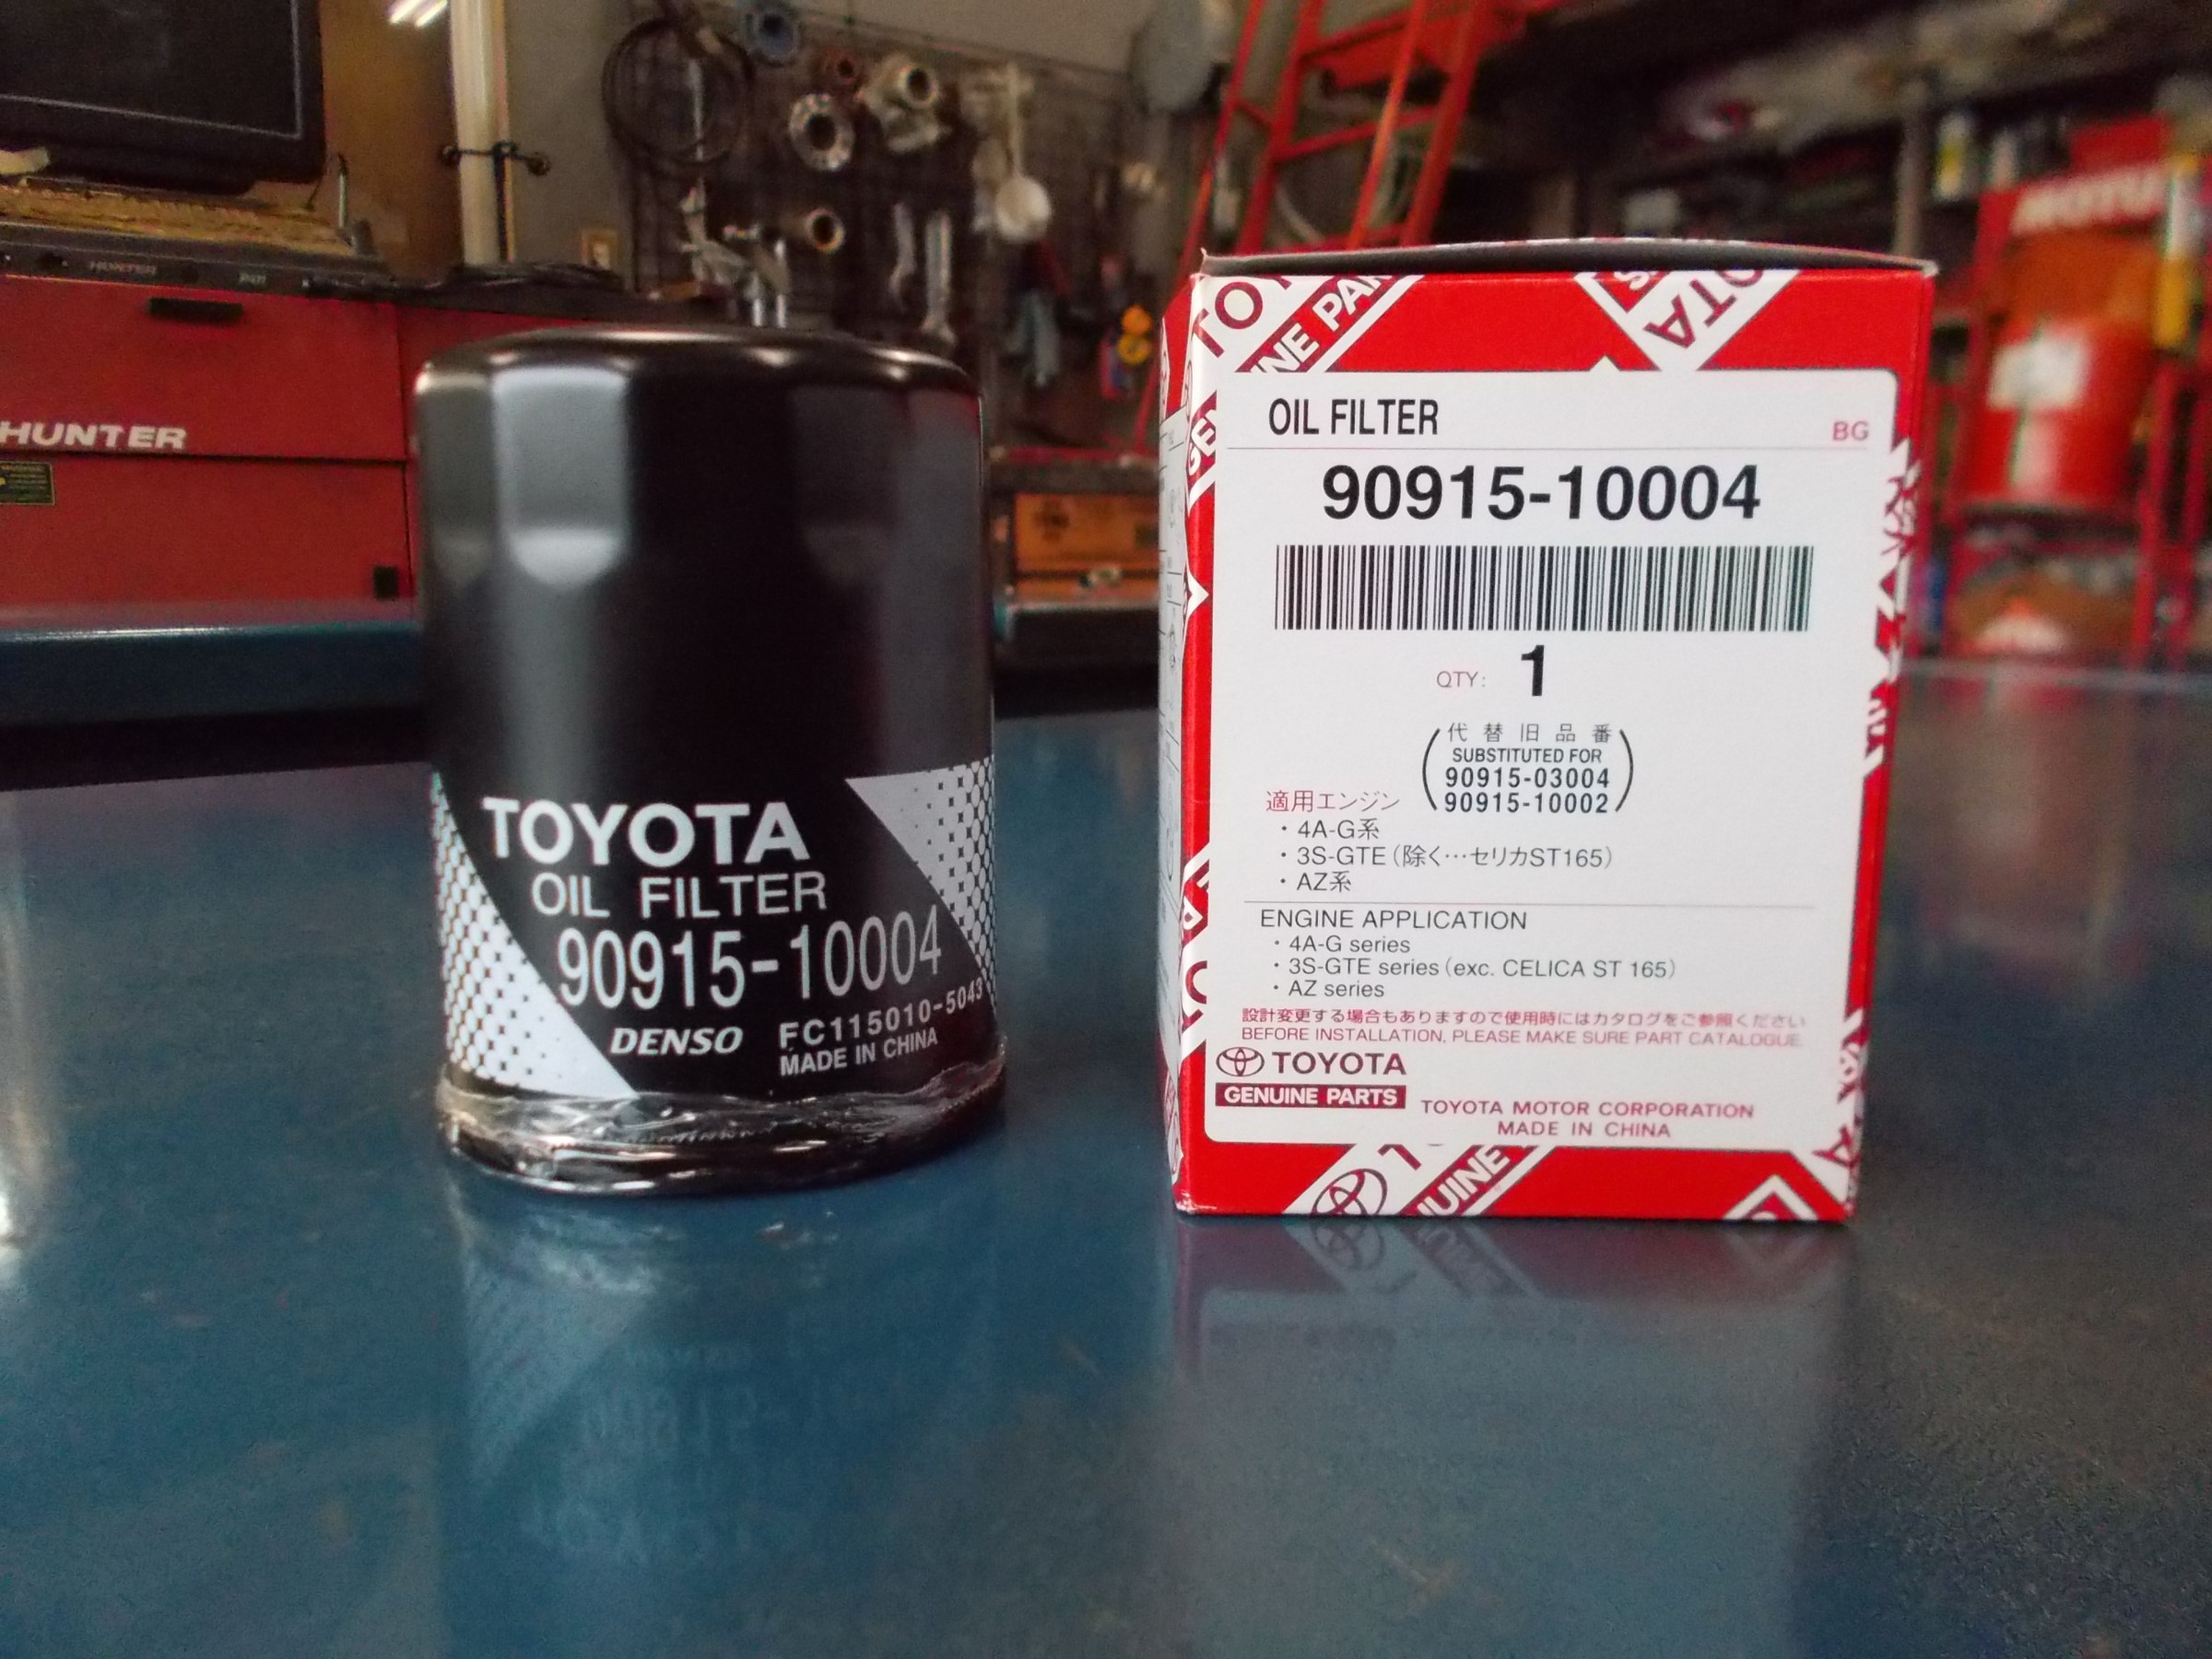 HUNTER
HUNTER
MOTUL
TOYOTA
OIL FILTER
90915-10004
DENSO
FC115010-5043
MADE IN CHINA
OIL FILTER
BG
90915-10004
QTY: 1
代替旧品番
SUBSTITUTED FOR
90915-03004
90915-10002
適用エンジン
・4A-G系
・3S-GTE(除く…セリカST165)
・AZ系
ENGINE APPLICATION
・4A-G series
・3S-GTE series(exc. CELICA ST 165)
・AZ series
設計変更する場合もありますので使用時にはカタログをご参照ください
BEFORE INSTALLATION, PLEASE MAKE SURE PART CATALOGUE.
TOYOTA
GENUINE PARTS
TOYOTA MOTOR CORPORATION
MADE IN CHINA